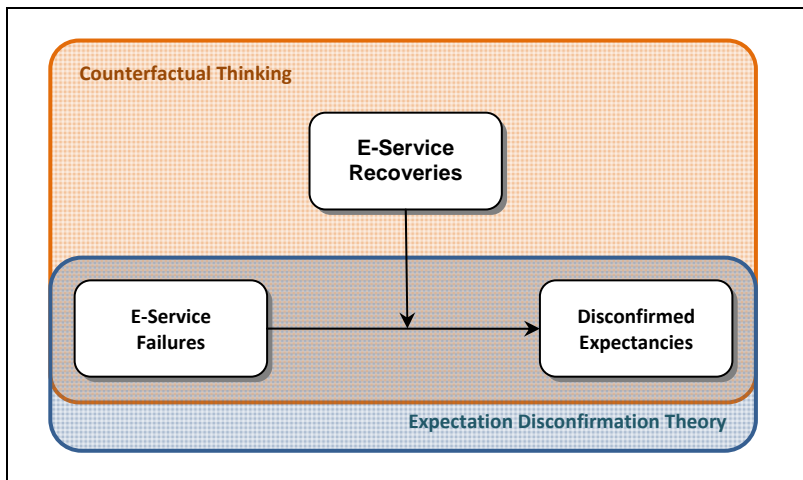 Counterfactual Thinking
E-Service
Recoveries
E-Service
Failures
Disconfirmed
Expectancies
Expectation Disconfirmation Theory